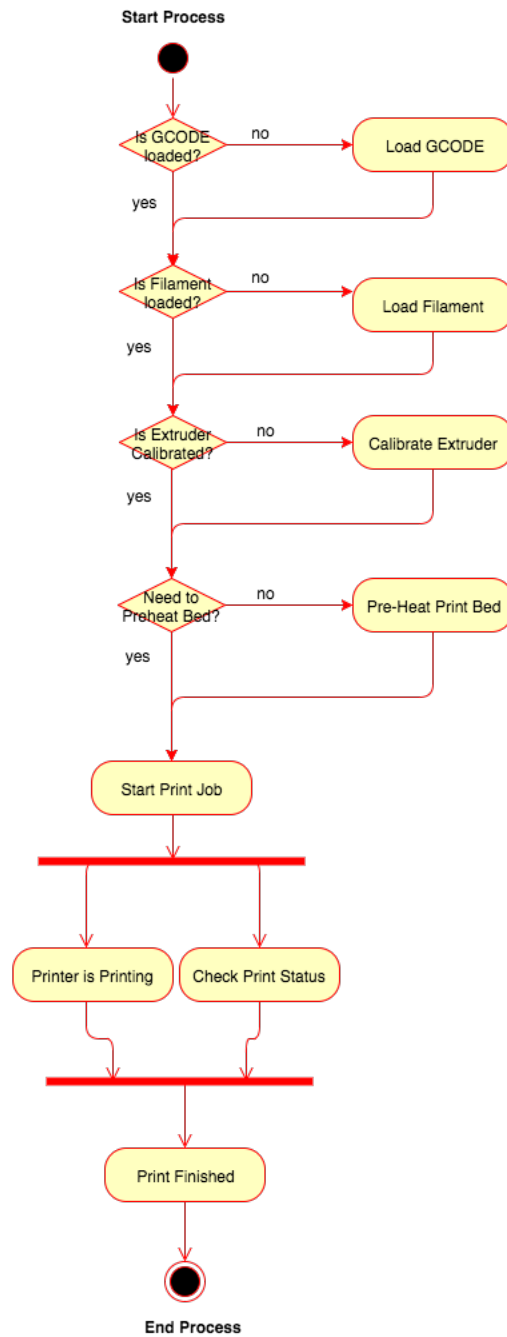 Start Process
Is GCODE
loaded?
no
Load GCODE
yes
Is Filament
loaded?
no
Load Filament
yes
Is Extruder
Calibrated?
no
Calibrate Extruder
yes
Need to
Preheat Bed?
no
Pre-Heat Print Bed
yes
Start Print Job
Printer is Printing
Check Print Status
Print Finished
End Process